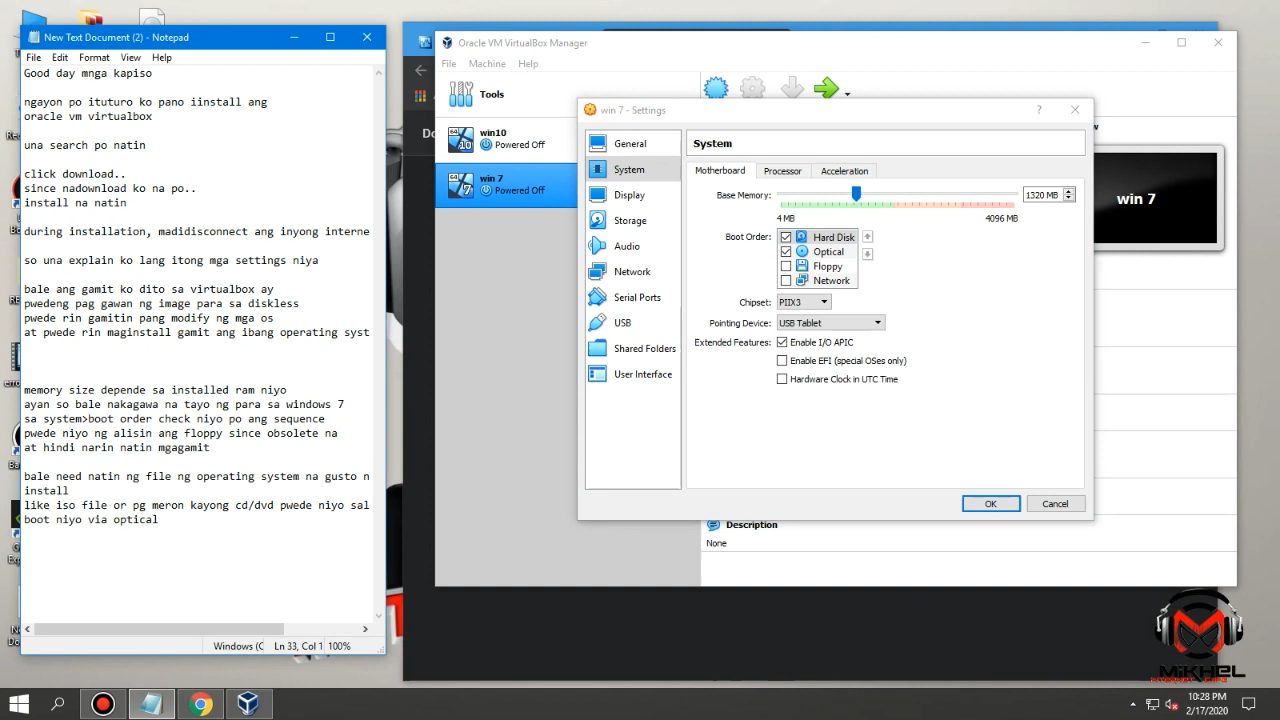 New Text Document (2) - Notepad
File Edit Format View Help
Good day mnga kapiso
ngayon po ituturo ko pano iinstall ang
oracle vm virtualbox
una search po natin
click download..
since nadownload ko na po..
install na natin
during installation, madidisconnect ang inyong interne
so una explain ko lang itong mga settings niya
bale ang gamit ko dito sa virtualbox ay
pwedeng pag gawan ng image para sa diskless
pwede rin gamitin pang modify ng mga os
at pwede rin maginstall gamit ang ibang operating syst
memory size depende sa installed ram niyo
ayan so bale nakagawa na tayo ng para sa windows 7
sa system>boot order check niyo po ang sequence
pwede niyo ng alisin ang floppy since obsolete na
at hindi narin natin mgagamit
bale need natin ng file ng operating system na gusto n
install
like iso file or pg meron kayong cd/dvd pwede niyo sal
boot niyo via optical
Windows (C Ln 33, Col 1 100%
Oracle VM VirtualBox Manager
File Machine Help
Tools
win10
Powered Off
win 7
Powered Off
win 7 - Settings
General
System
Display
Storage
Audio
Network
Serial Ports
USB
Shared Folders
User Interface
System
Motherboard Processor Acceleration
Base Memory: 1320 MB
4 MB 4096 MB
Boot Order: Hard Disk
Optical
Floppy
Network
Chipset: PIIX3
Pointing Device: USB Tablet
Extended Features: Enable I/O APIC
Enable EFI (special OSes only)
Hardware Clock in UTC Time
OK Cancel
win 7
Description
None
MiKHEL
10:28 PM
2/17/2020